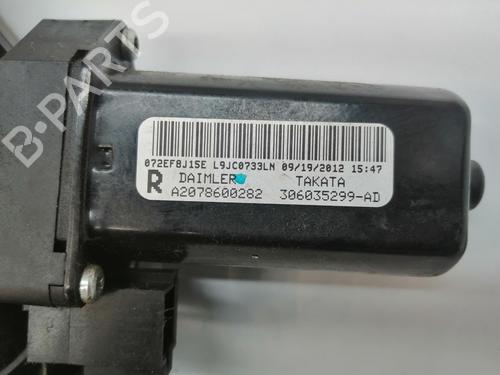 072EF8J15E L9JC0733LN 09/19/2012 15:47
R DAIMLER TAKATA
A2078600282 306035299-AD
B-PARTS